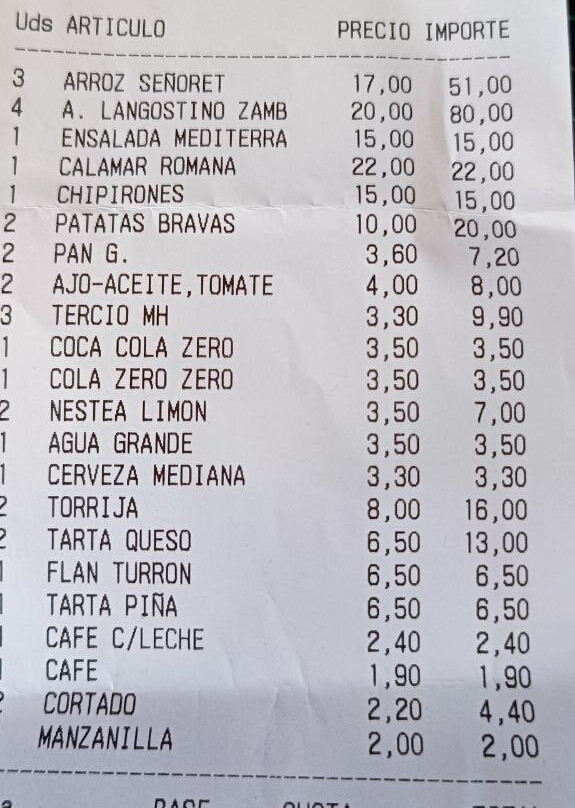 Uds ARTICULO PRECIO IMPORTE
3 ARROZ SEÑORET 17,00 51,00
4 A. LANGOSTINO ZAMB 20,00 80,00
1 ENSALADA MEDITERRA 15,00 15,00
1 CALAMAR ROMANA 22,00 22,00
1 CHIPIRONES 15,00 15,00
2 PATATAS BRAVAS 10,00 20,00
2 PAN G. 3,60 7,20
2 AJO-ACEITE,TOMATE 4,00 8,00
3 TERCIO MH 3,30 9,90
1 COCA COLA ZERO 3,50 3,50
1 COLA ZERO ZERO 3,50 3,50
2 NESTEA LIMON 3,50 7,00
1 AGUA GRANDE 3,50 3,50
1 CERVEZA MEDIANA 3,30 3,30
2 TORRIJA 8,00 16,00
2 TARTA QUESO 6,50 13,00
1 FLAN TURRON 6,50 6,50
1 TARTA PIÑA 6,50 6,50
1 CAFE C/LECHE 2,40 2,40
1 CAFE 1,90 1,90
2 CORTADO 2,20 4,40
MANZANILLA 2,00 2,00